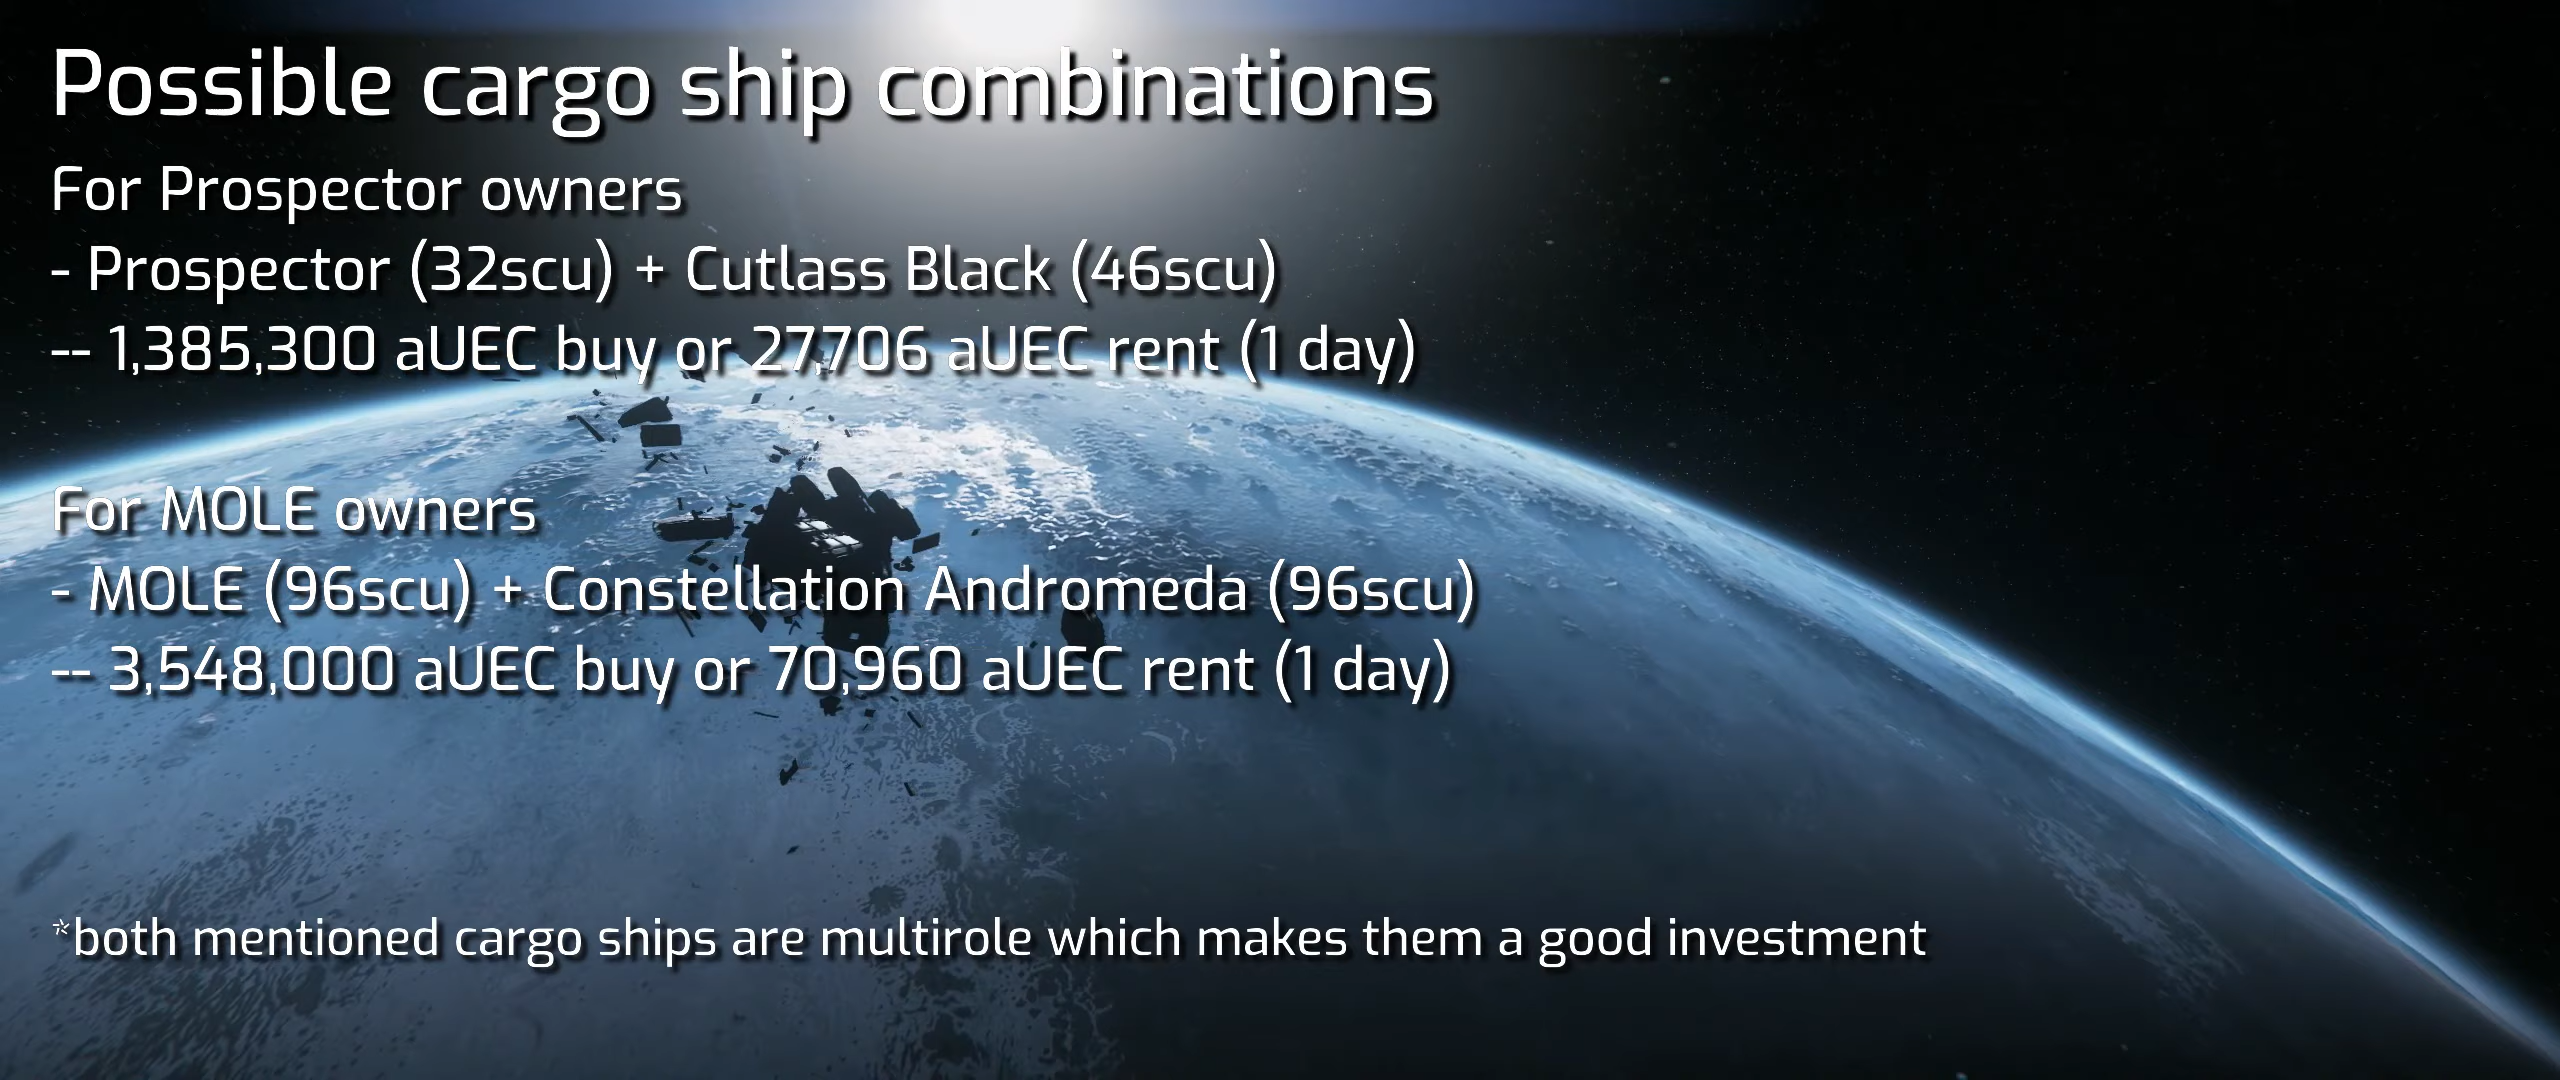 Possible cargo ship combinations
For Prospector owners
- Prospector (32scu) + Cutlass Black (46scu)
-- 1,385,300 aUEC buy or 27,706 aUEC rent (1 day)
For MOLE owners
- MOLE (96scu) + Constellation Andromeda (96scu)
-- 3,548,000 aUEC buy or 70,960 aUEC rent (1 day)
*both mentioned cargo ships are multirole which makes them a good investment